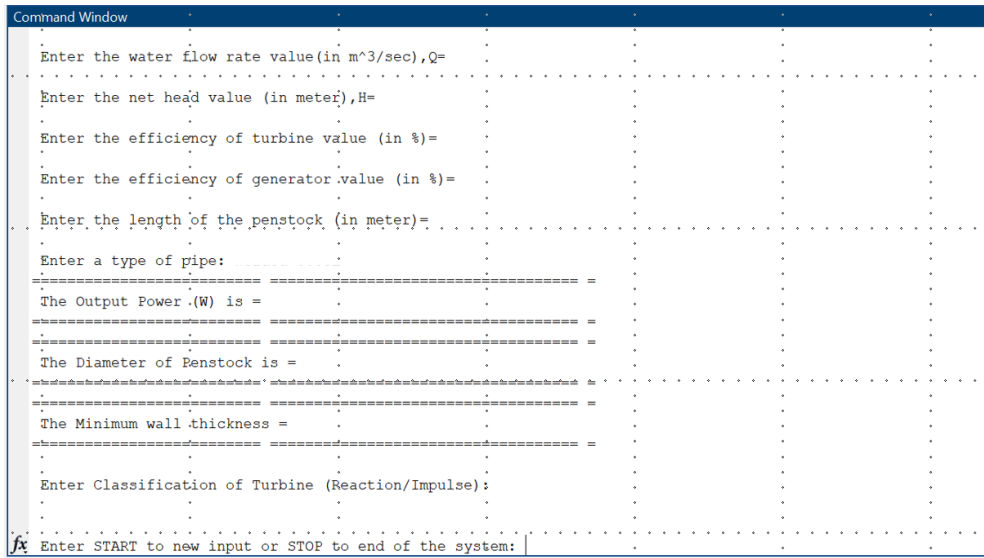 Command Window
Enter the water flow rate value(in m^3/sec),Q=
Enter the net head value (in meter),H=
Enter the efficiency of turbine value (in %)=
Enter the efficiency of generator value (in %)=
Enter the length of the penstock (in meter)=
Enter a type of pipe:
========================== =================================== =
The Output Power (W) is =
========================== =================================== =
========================== =================================== =
The Diameter of Penstock is =
========================== =================================== =
========================== =================================== =
The Minimum wall thickness =
========================== =================================== =
Enter Classification of Turbine (Reaction/Impulse):
fx Enter START to new input or STOP to end of the system: